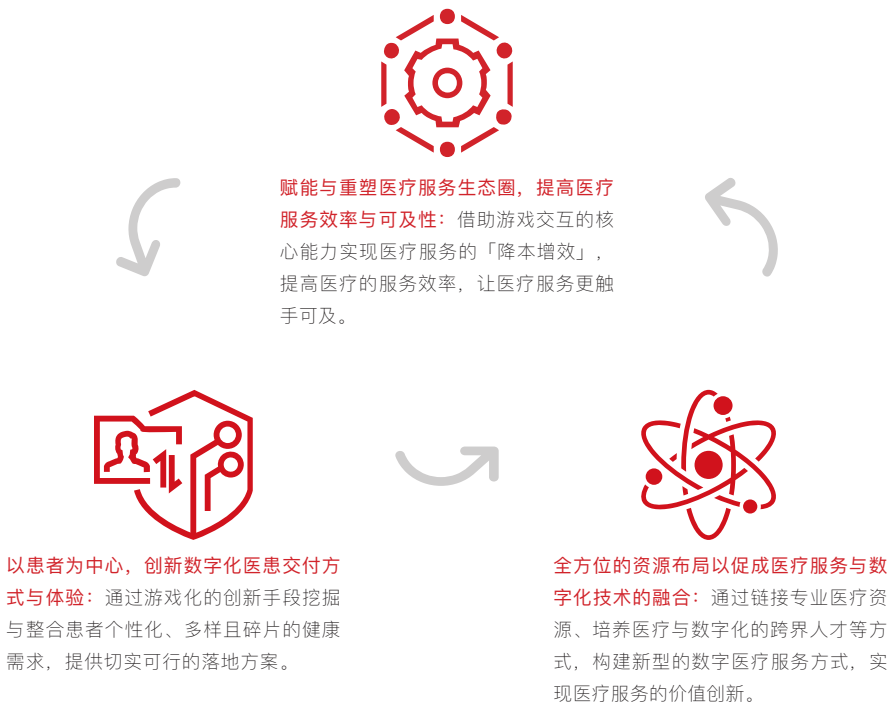 赋能与重塑医疗服务生态圈，提高医疗
服务效率与可及性：借助游戏交互的核
心能力实现医疗服务的「降本增效」，
提高医疗的服务效率，让医疗服务更触
手可及。
以患者为中心，创新数字化医患交付方
式与体验：通过游戏化的创新手段挖掘
与整合患者个性化、多样且碎片的健康
需求，提供切实可行的落地方案。
全方位的资源布局以促成医疗服务与数
字化技术的融合：通过链接专业医疗资
源、培养医疗与数字化的跨界人才等方
式，构建新型的数字医疗服务方式，实
现医疗服务的价值创新。